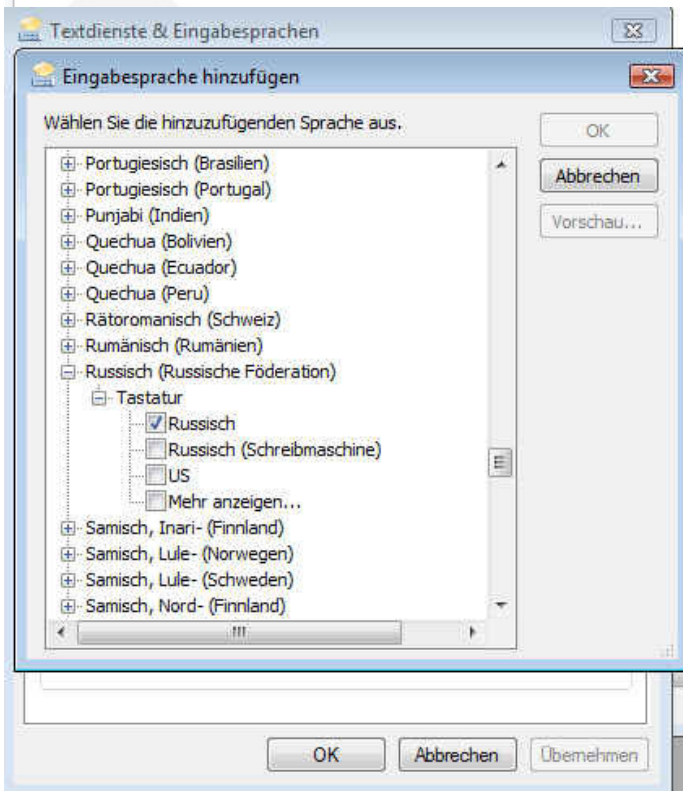 Textdienste & Eingabesprachen
Eingabesprache hinzufügen
Wählen Sie die hinzuzufügenden Sprache aus.
OK
Abbrechen
Vorschau...
Portugiesisch (Brasilien)
Portugiesisch (Portugal)
Punjabi (Indien)
Quechua (Bolivien)
Quechua (Ecuador)
Quechua (Peru)
Rätoromanisch (Schweiz)
Rumänisch (Rumänien)
Russisch (Russische Föderation)
Tastatur
Russisch
Russisch (Schreibmaschine)
US
Mehr anzeigen...
Samisch, Inari- (Finnland)
Samisch, Lule- (Norwegen)
Samisch, Lule- (Schweden)
Samisch, Nord- (Finnland)
OK Abbrechen Übernehmen